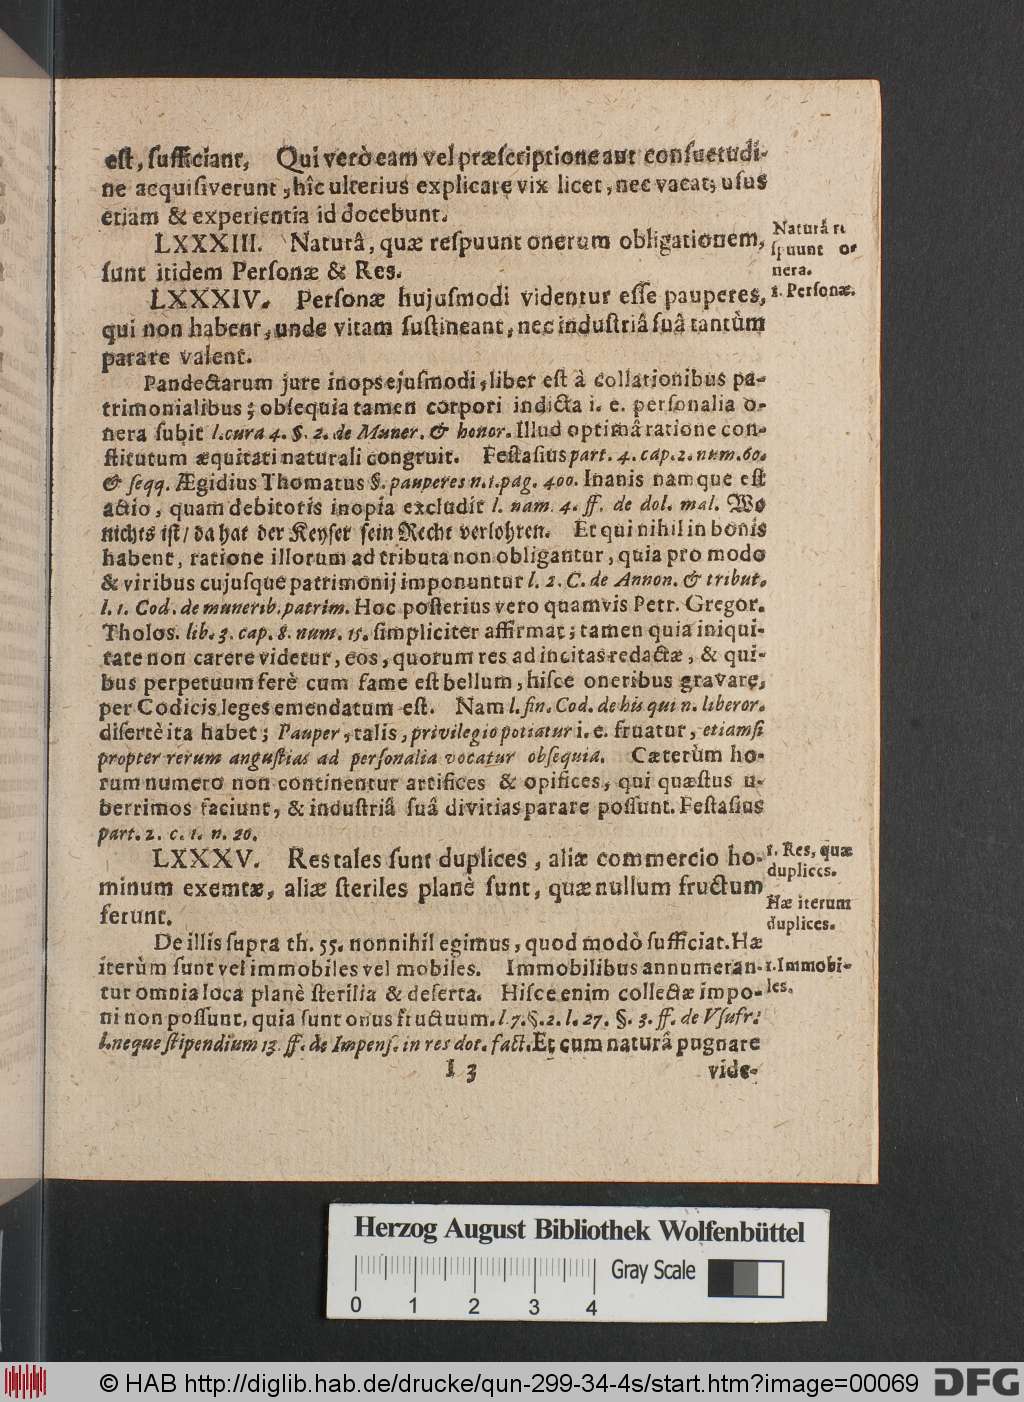 est, sufficiant, Qui verò eam vel præscriptione aut consuetudi-
ne acquisiverunt, hîc ulterius explicare vix licet, nec vacat; usus
etiam & experientia id docebunt.
LXXXIII. Naturâ, quæ respuunt onerum obligationem,
sunt itidem Personæ & Res.
Naturâ re
spuunt o-
nera.
LXXXIV. Personæ hujusmodi videntur esse pauperes,
1. Personæ.
qui non habent, unde vitam sustineant, nec industriâ suâ tantùm
parare valent.
Pandectarum jure inops ejusmodi, liber est à collationibus pa-
trimonialibus; obsequia tamen corpori indicta i. e. personalia o-
nera subit l. cura 4. §. 2. de Muner. & honor. Illud optimâ ratione con-
stitutum æquitati naturali congruit. Festasius part. 4. cap. 2. num. 60.
& seqq. Ægidius Thomatus §. pauperes n. 1. pag. 400. Inanis namque est
actio, quam debitoris inopia excludit l. nam. 4. ff. de dol. mal. Wo
nichts ist / da hat der Keyser sein Recht verlohren. Et qui nihil in bonis
habent, ratione illorum ad tributa non obligantur, quia pro modo
& viribus cujusque patrimonij imponuntur l. 2. C. de Annon. & tribut.
l. 1. Cod. de munerib. patrim. Hoc posterius vero quamvis Petr. Gregor.
Tholos. lib. 3. cap. 8. num. 15. simpliciter affirmat; tamen quia iniqui-
tate non carere videtur, eos, quorum res ad incitas redactæ, & qui-
bus perpetuum ferè cum fame est bellum, hisce oneribus gravare,
per Codicis leges emendatum est. Nam l. fin. Cod. de his qui n. liberor.
disertè ita habet; Pauper, talis, privilegio potiatur i. e. fruatur, etiamsi
propter rerum angustias ad personalia vocatur obsequia. Cæterùm ho-
rum numero non continentur artifices & opifices, qui quæstus u-
berrimos faciunt, & industriâ suâ divitias parare possunt. Festasius
part. 2. c. 1. n. 20.
LXXXV. Res tales sunt duplices, aliæ commercio ho-
minum exemtæ, aliæ steriles planè sunt, quæ nullum fructum
ferunt.
1. Res, quæ
duplices.
Hæ iterum
duplices.
De illis supra th. 55. nonnihil egimus, quod modò sufficiat. Hæ
iterùm sunt vel immobiles vel mobiles. Immobilibus annumeran-
1. Immobi-
les.
tur omnia loca planè sterilia & deserta. Hisce enim collectæ impo-
ni non possunt, quia sunt onus fructuum. l. 7. §. 2. l. 27. §. 3. ff. de Vsufr.
l. neque stipendium 13. ff. de Impens. in res dot. fact. Et cum naturâ pugnare
I 3
vide-
Herzog August Bibliothek Wolfenbüttel
0 1 2 3 4
Gray Scale
© HAB http://diglib.hab.de/drucke/qun-299-34-4s/start.htm?image=00069
DFG